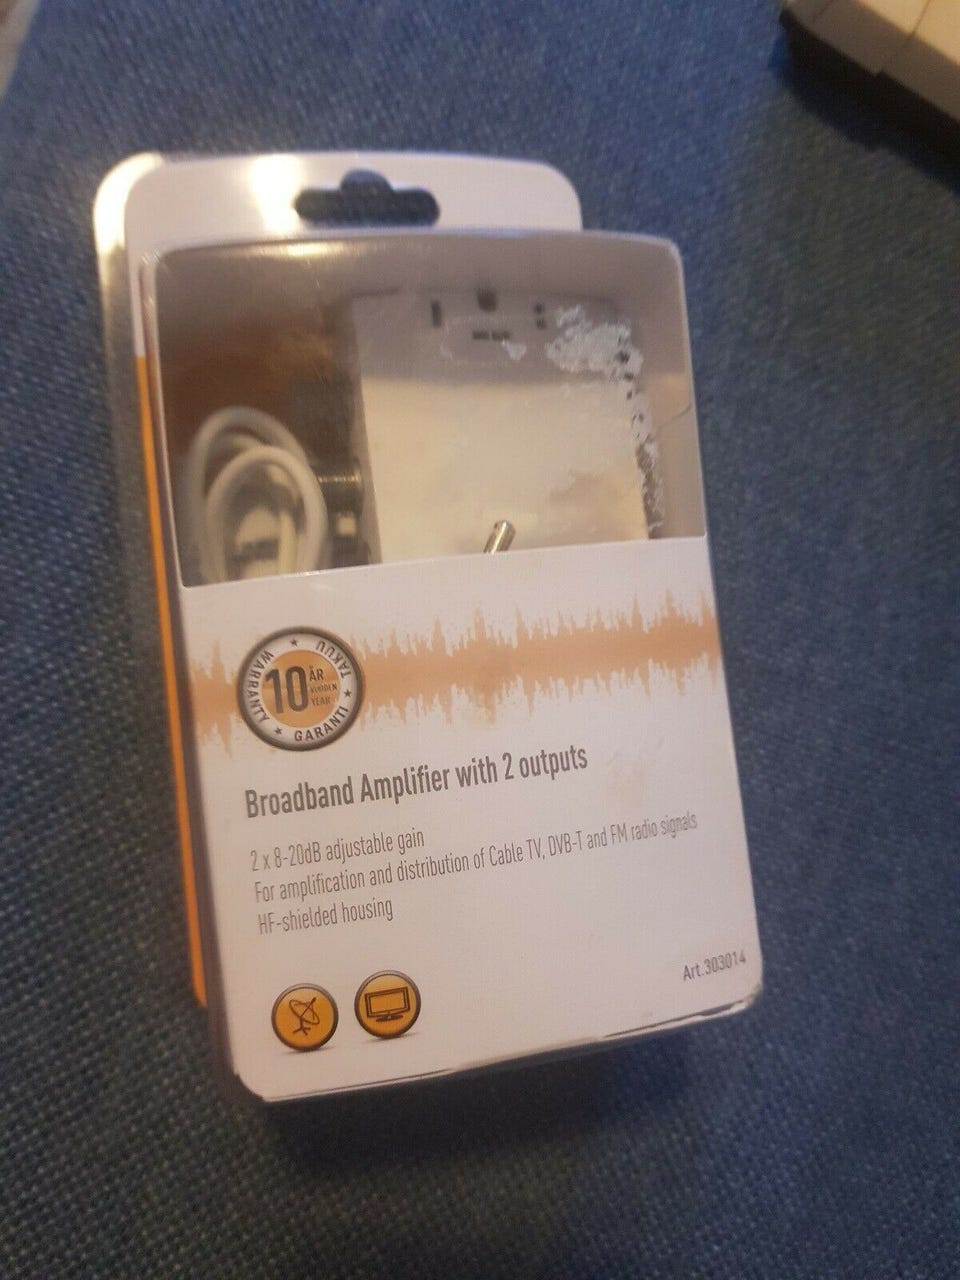 WARRANTY ★ TAKUU ★ GARANTI ★
10 ÅR
VUODEN
YEAR
Broadband Amplifier with 2 outputs
2 x 8-20dB adjustable gain
For amplification and distribution of Cable TV, DVB-T and FM radio signals
HF-shielded housing
Art.303014